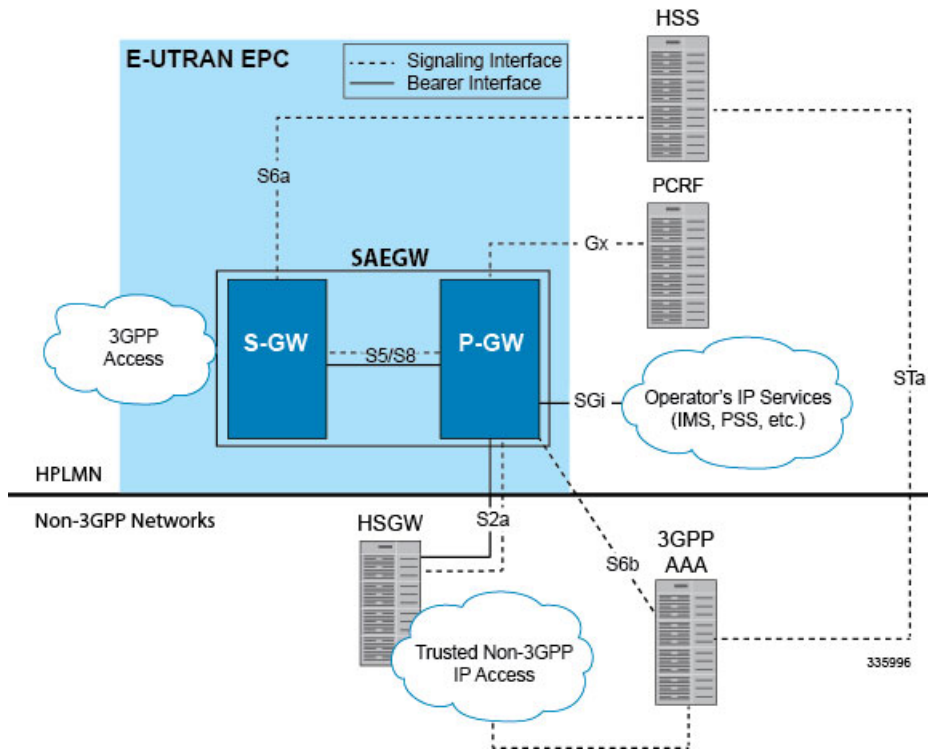 HSS
E-UTRAN EPC
Signaling Interface
Bearer Interface
S6a
PCRF
Gx
SAEGW
3GPP
Access
S-GW
S5/S8
P-GW
STa
SGi
Operator's IP Services
(IMS, PSS, etc.)
HPLMN
Non-3GPP Networks
S2a
HSGW
3GPP
AAA
S6b
Trusted Non-3GPP
IP Access
335996